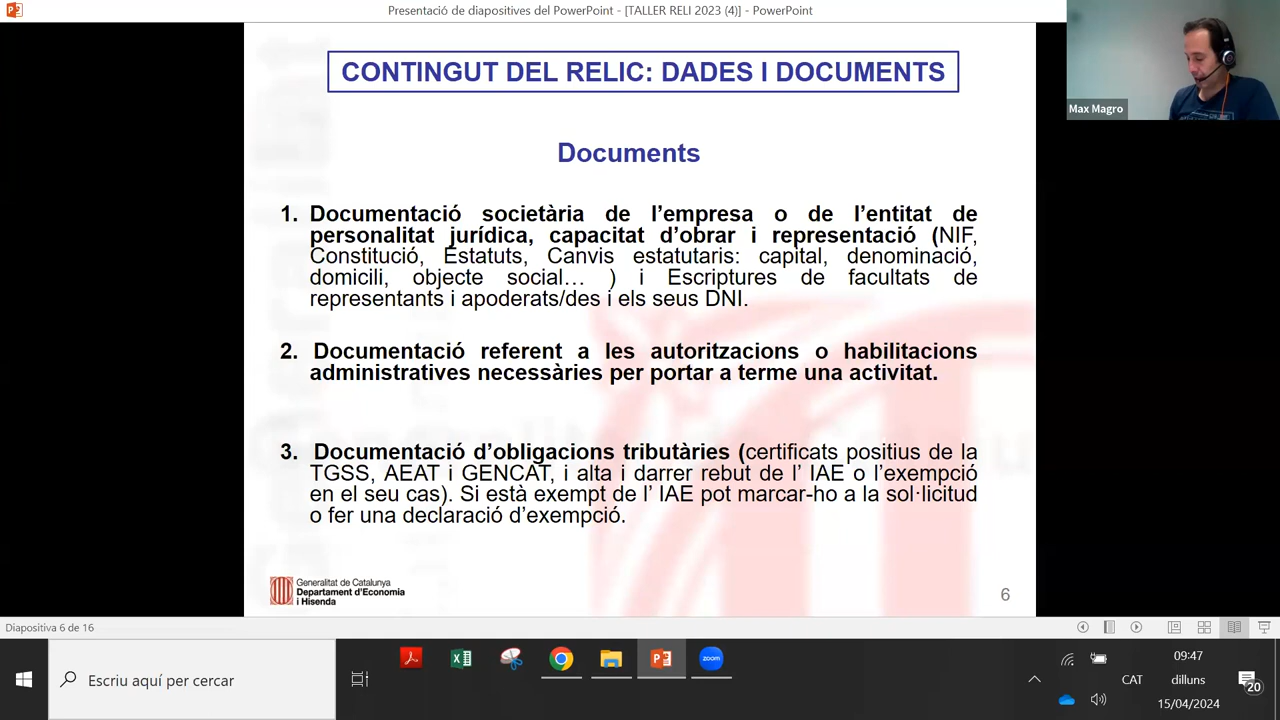 Presentació de diapositives del PowerPoint - [TALLER RELI 2023 (4)] - PowerPoint
Max Magro
CONTINGUT DEL RELIC: DADES I DOCUMENTS
Documents
1. Documentació societària de l’empresa o de l’entitat de
personalitat jurídica, capacitat d’obrar i representació (NIF,
Constitució, Estatuts, Canvis estatutaris: capital, denominació,
domicili, objecte social… ) i Escriptures de facultats de
representants i apoderats/des i els seus DNI.
2. Documentació referent a les autoritzacions o habilitacions
administratives necessàries per portar a terme una activitat.
3. Documentació d’obligacions tributàries (certificats positius de la
TGSS, AEAT i GENCAT, i alta i darrer rebut de l’ IAE o l’exempció
en el seu cas). Si està exempt de l’ IAE pot marcar-ho a la sol·licitud
o fer una declaració d’exempció.
Generalitat de Catalunya
Departament d’Economia
i Hisenda
6
Diapositiva 6 de 16
Escriu aquí per cercar
zoom
CAT
09:47
dilluns
15/04/2024
20